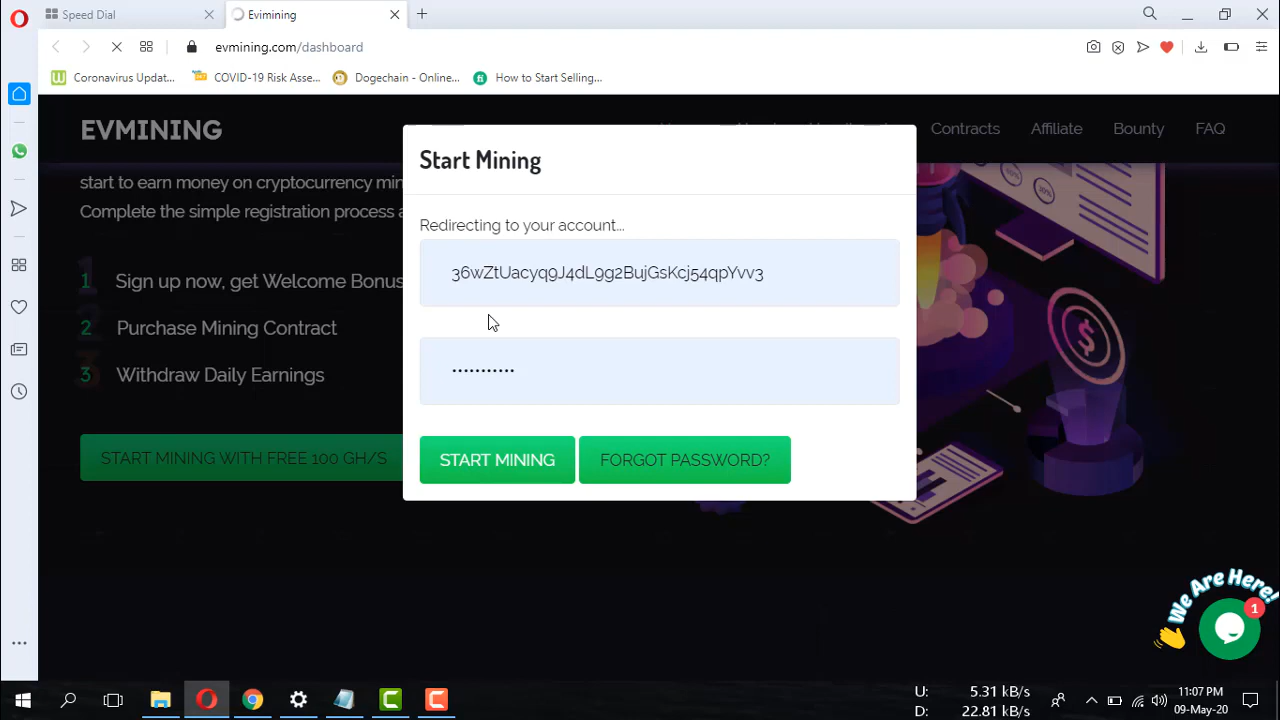 Speed Dial
Evmining
evmining.com/dashboard
Coronavirus Updat...
COVID-19 Risk Asse...
Dogechain - Online...
How to Start Selling...
EVMINING
Contracts
Affiliate
Bounty
FAQ
Start Mining
start to earn money on cryptocurrency min
Complete the simple registration process a
Redirecting to your account...
36wZtUacyq9J4dL9g2BujGsKcj54qpYvv3
1 Sign up now, get Welcome Bonus
2 Purchase Mining Contract
3 Withdraw Daily Earnings
•••••••••••
START MINING WITH FREE 100 GH/S
START MINING
FORGOT PASSWORD?
30%
We Are Here!
1
U: 5.31 kB/s
D: 22.81 kB/s
11:07 PM
09-May-20